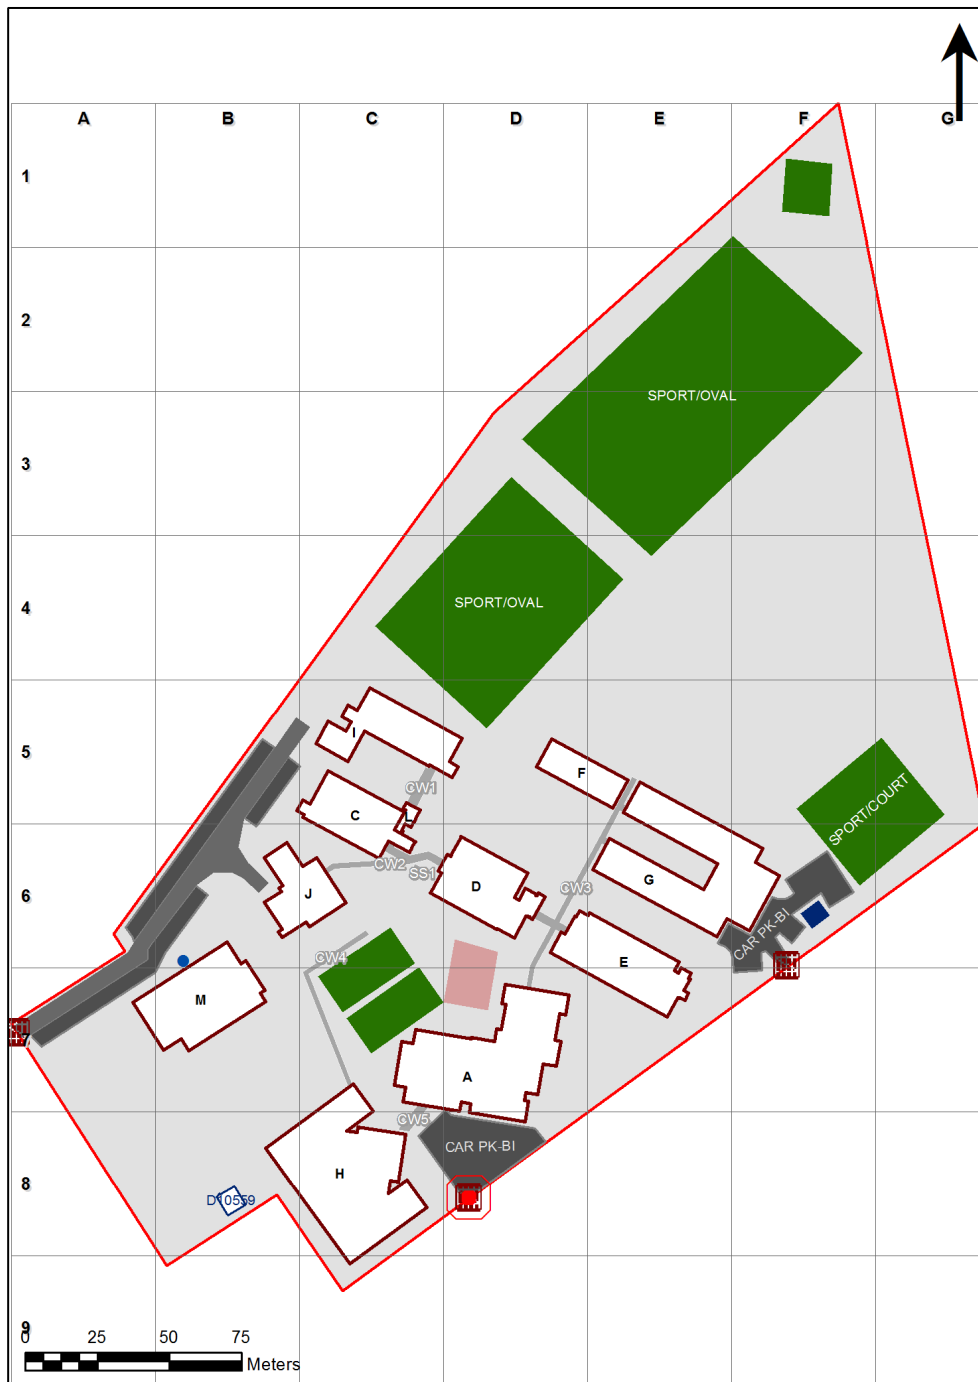 A B C D E F G
1
2
SPORT/OVAL
3
4
SPORT/OVAL
I
5
F
CW1
SPORT/COURT
C
L
CW2
SS1
D
G
6
J
CW3
CAR PK-BI
CW4
E
M
7
A
CW5
CAR PK-BI
H
8
D10559
9
0 25 50 75
Meters